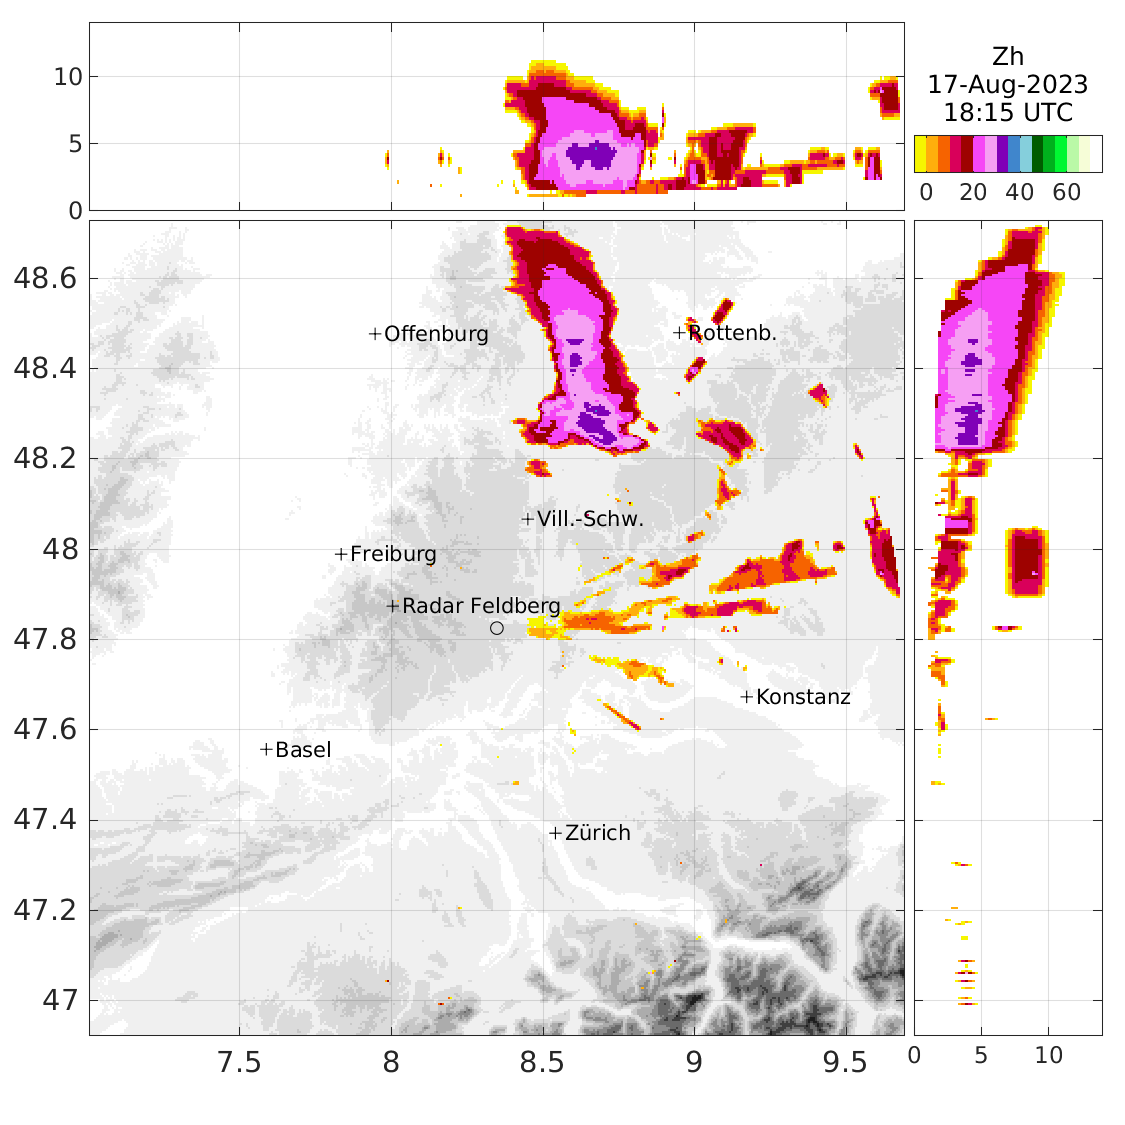 Zh
17-Aug-2023
18:15 UTC
0 20 40 60
10
5
0
48.6
48.4
48.2
48
47.8
47.6
47.4
47.2
47
Offenburg
Rottenb.
Vill.-Schw.
Freiburg
Radar Feldberg
Konstanz
Basel
Zürich
7.5 8 8.5 9 9.5
0 5 10